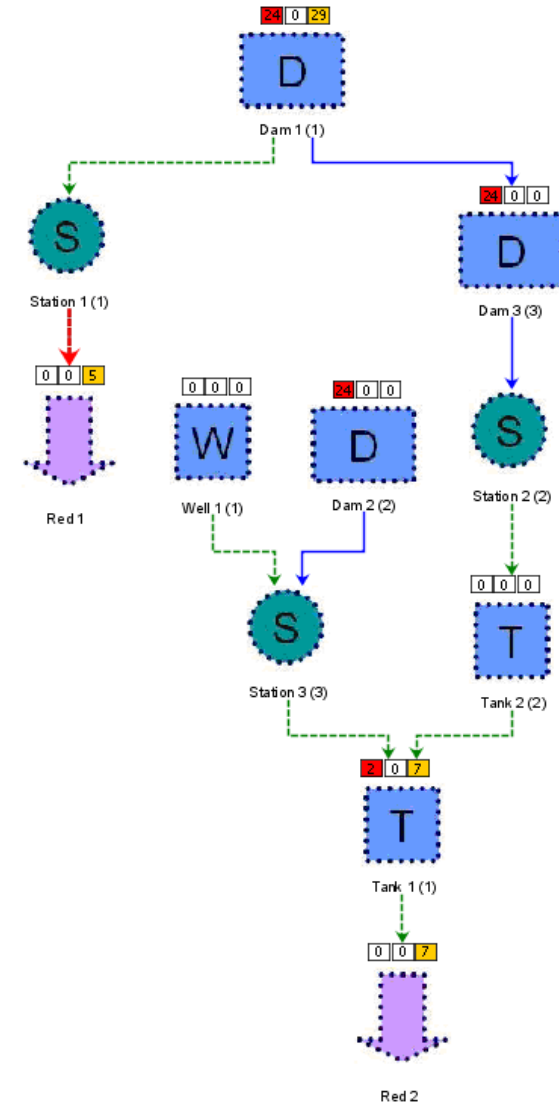 24 0 29
D
Dam 1 (1)
24 0 0
S
D
Station 1 (1)
Dam 3 (3)
0 0 5
0 0 0
24 0 0
W
D
S
Well 1 (1)
Dam 2 (2)
Station 2 (2)
Red 1
0 0 0
S
T
Station 3 (3)
Tank 2 (2)
2 0 7
T
Tank 1 (1)
0 0 7
Red 2